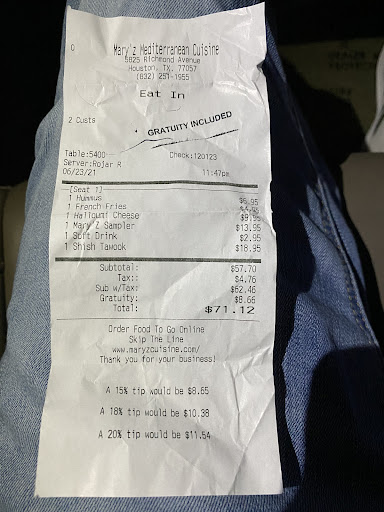 Mary'z Mediterranean Cuisine
5825 Richmond Avenue
Houston, TX, 77057
(832) 251-1955
Eat In
2 Custs
GRATUITY INCLUDED
Table:5400 Check:120123
Server:Rojar R
06/23/21 11:47pm
[Seat 1]
1 Hummus $6.95
1 French Fries $4.95
1 Halloumi Cheese $9.95
1 Mary'Z Sampler $13.95
1 Soft Drink $2.95
1 Shish Tawook $18.95
Subtotal: $57.70
Tax:: $4.76
Sub w/Tax: $62.46
Gratuity: $8.66
Total: $71.12
Order Food To Go Online
Skip The Line
www.maryzcuisine.com/
Thank you for your business!
A 15% tip would be $8.65
A 18% tip would be $10.38
A 20% tip would be $11.54